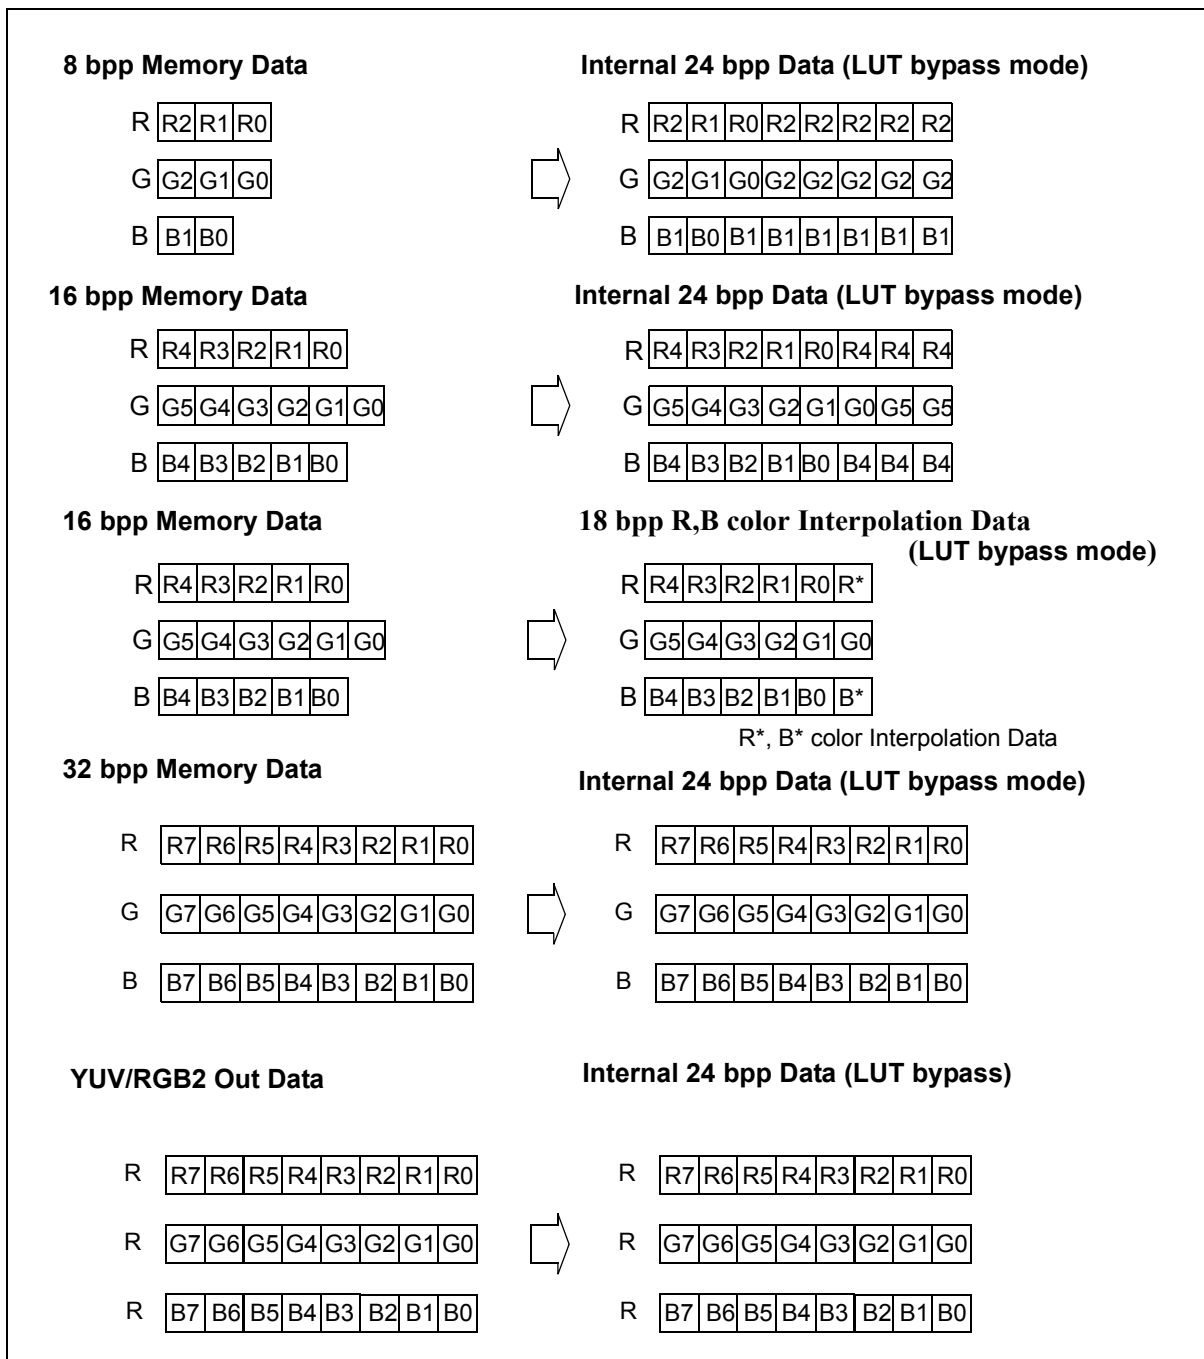 8 bpp Memory Data Internal 24 bpp Data (LUT bypass mode)
R R2 R1 R0 R R2 R1 R0 R2 R2 R2 R2 R2
G G2 G1 G0 G G2 G1 G0 G2 G2 G2 G2 G2
B B1 B0 B B1 B0 B1 B1 B1 B1 B1 B1
16 bpp Memory Data Internal 24 bpp Data (LUT bypass mode)
R R4 R3 R2 R1 R0 R R4 R3 R2 R1 R0 R4 R4 R4
G G5 G4 G3 G2 G1 G0 G G5 G4 G3 G2 G1 G0 G5 G5
B B4 B3 B2 B1 B0 B B4 B3 B2 B1 B0 B4 B4 B4
16 bpp Memory Data 18 bpp R,B color Interpolation Data
(LUT bypass mode)
R R4 R3 R2 R1 R0 R R4 R3 R2 R1 R0 R*
G G5 G4 G3 G2 G1 G0 G G5 G4 G3 G2 G1 G0
B B4 B3 B2 B1 B0 B B4 B3 B2 B1 B0 B*
R*, B* color Interpolation Data
32 bpp Memory Data Internal 24 bpp Data (LUT bypass mode)
R R7 R6 R5 R4 R3 R2 R1 R0 R R7 R6 R5 R4 R3 R2 R1 R0
G G7 G6 G5 G4 G3 G2 G1 G0 G G7 G6 G5 G4 G3 G2 G1 G0
B B7 B6 B5 B4 B3 B2 B1 B0 B B7 B6 B5 B4 B3 B2 B1 B0
YUV/RGB2 Out Data Internal 24 bpp Data (LUT bypass)
R R7 R6 R5 R4 R3 R2 R1 R0 R R7 R6 R5 R4 R3 R2 R1 R0
R G7 G6 G5 G4 G3 G2 G1 G0 R G7 G6 G5 G4 G3 G2 G1 G0
R B7 B6 B5 B4 B3 B2 B1 B0 R B7 B6 B5 B4 B3 B2 B1 B0